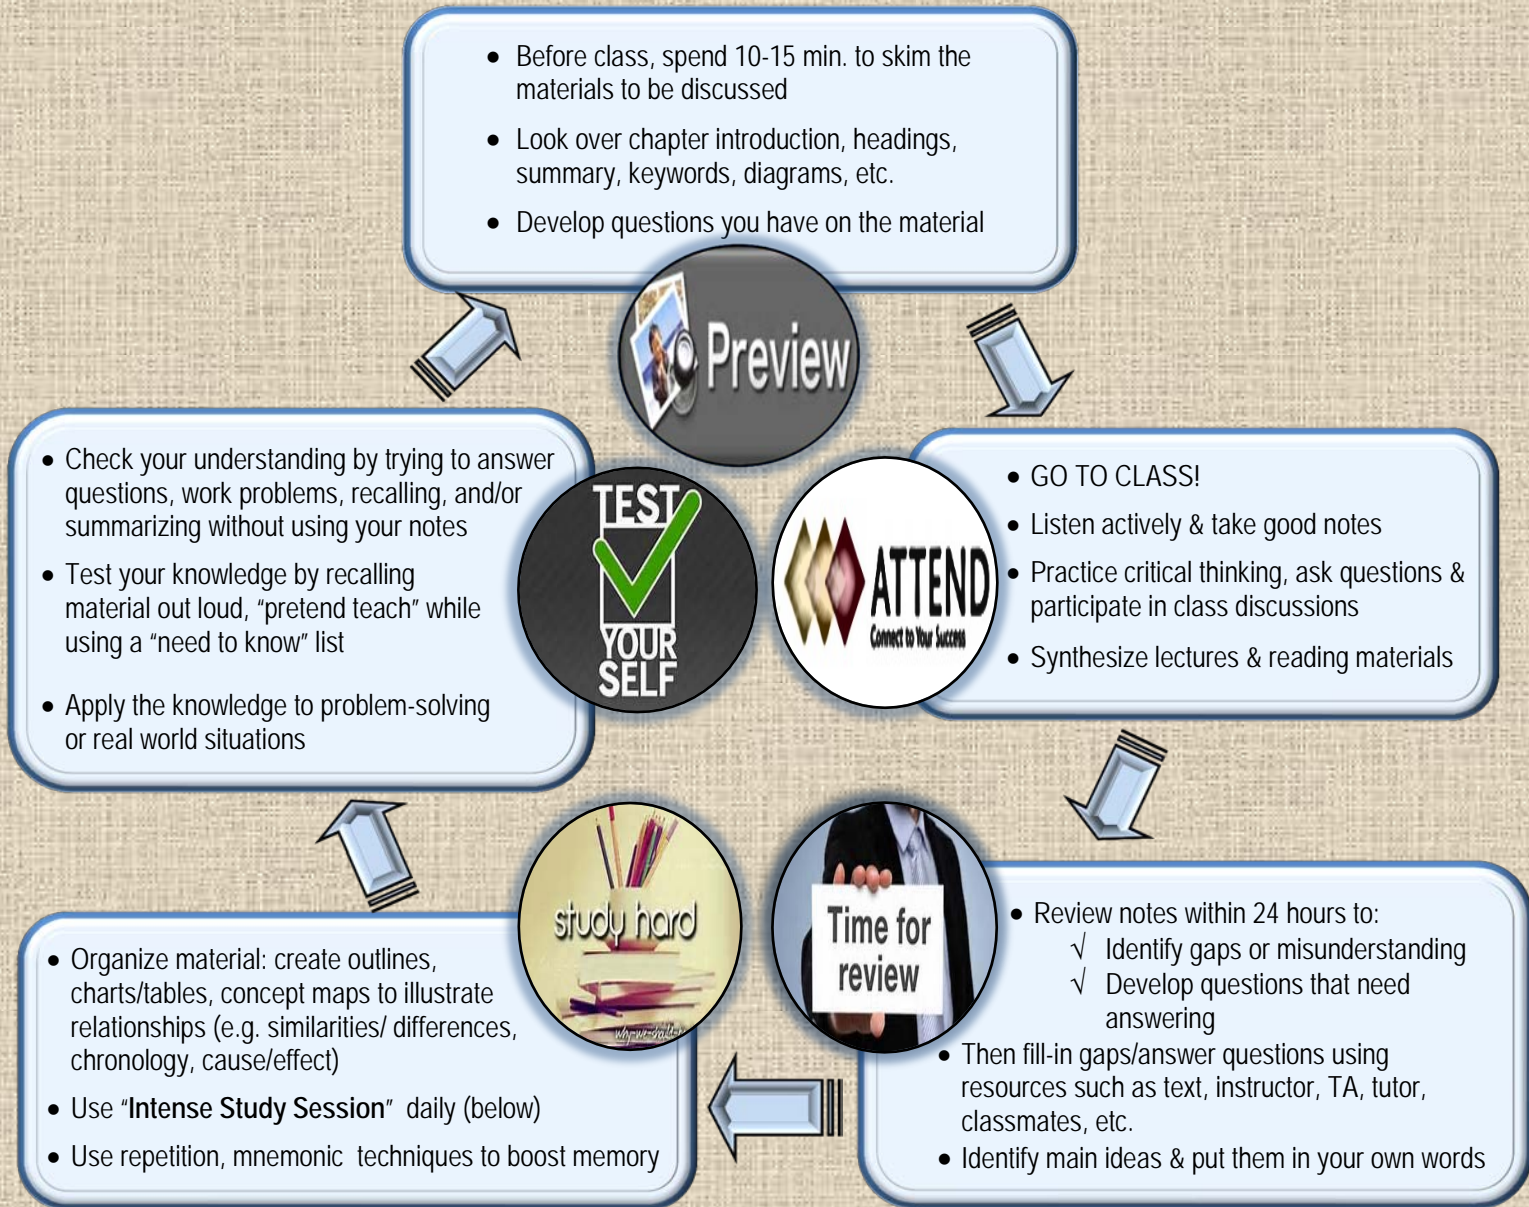 • Before class, spend 10-15 min. to skim the
materials to be discussed
• Look over chapter introduction, headings,
summary, keywords, diagrams, etc.
• Develop questions you have on the material
Preview
• GO TO CLASS!
• Listen actively & take good notes
• Practice critical thinking, ask questions &
participate in class discussions
• Synthesize lectures & reading materials
ATTEND
Connect to Your Success
• Review notes within 24 hours to:
√ Identify gaps or misunderstanding
√ Develop questions that need
answering
• Then fill-in gaps/answer questions using
resources such as text, instructor, TA, tutor,
classmates, etc.
• Identify main ideas & put them in your own words
Time for
review
• Organize material: create outlines,
charts/tables, concept maps to illustrate
relationships (e.g. similarities/ differences,
chronology, cause/effect)
• Use “Intense Study Session” daily (below)
• Use repetition, mnemonic techniques to boost memory
study hard
• Check your understanding by trying to answer
questions, work problems, recalling, and/or
summarizing without using your notes
• Test your knowledge by recalling
material out loud, “pretend teach” while
using a “need to know” list
• Apply the knowledge to problem-solving
or real world situations
TEST
YOUR
SELF